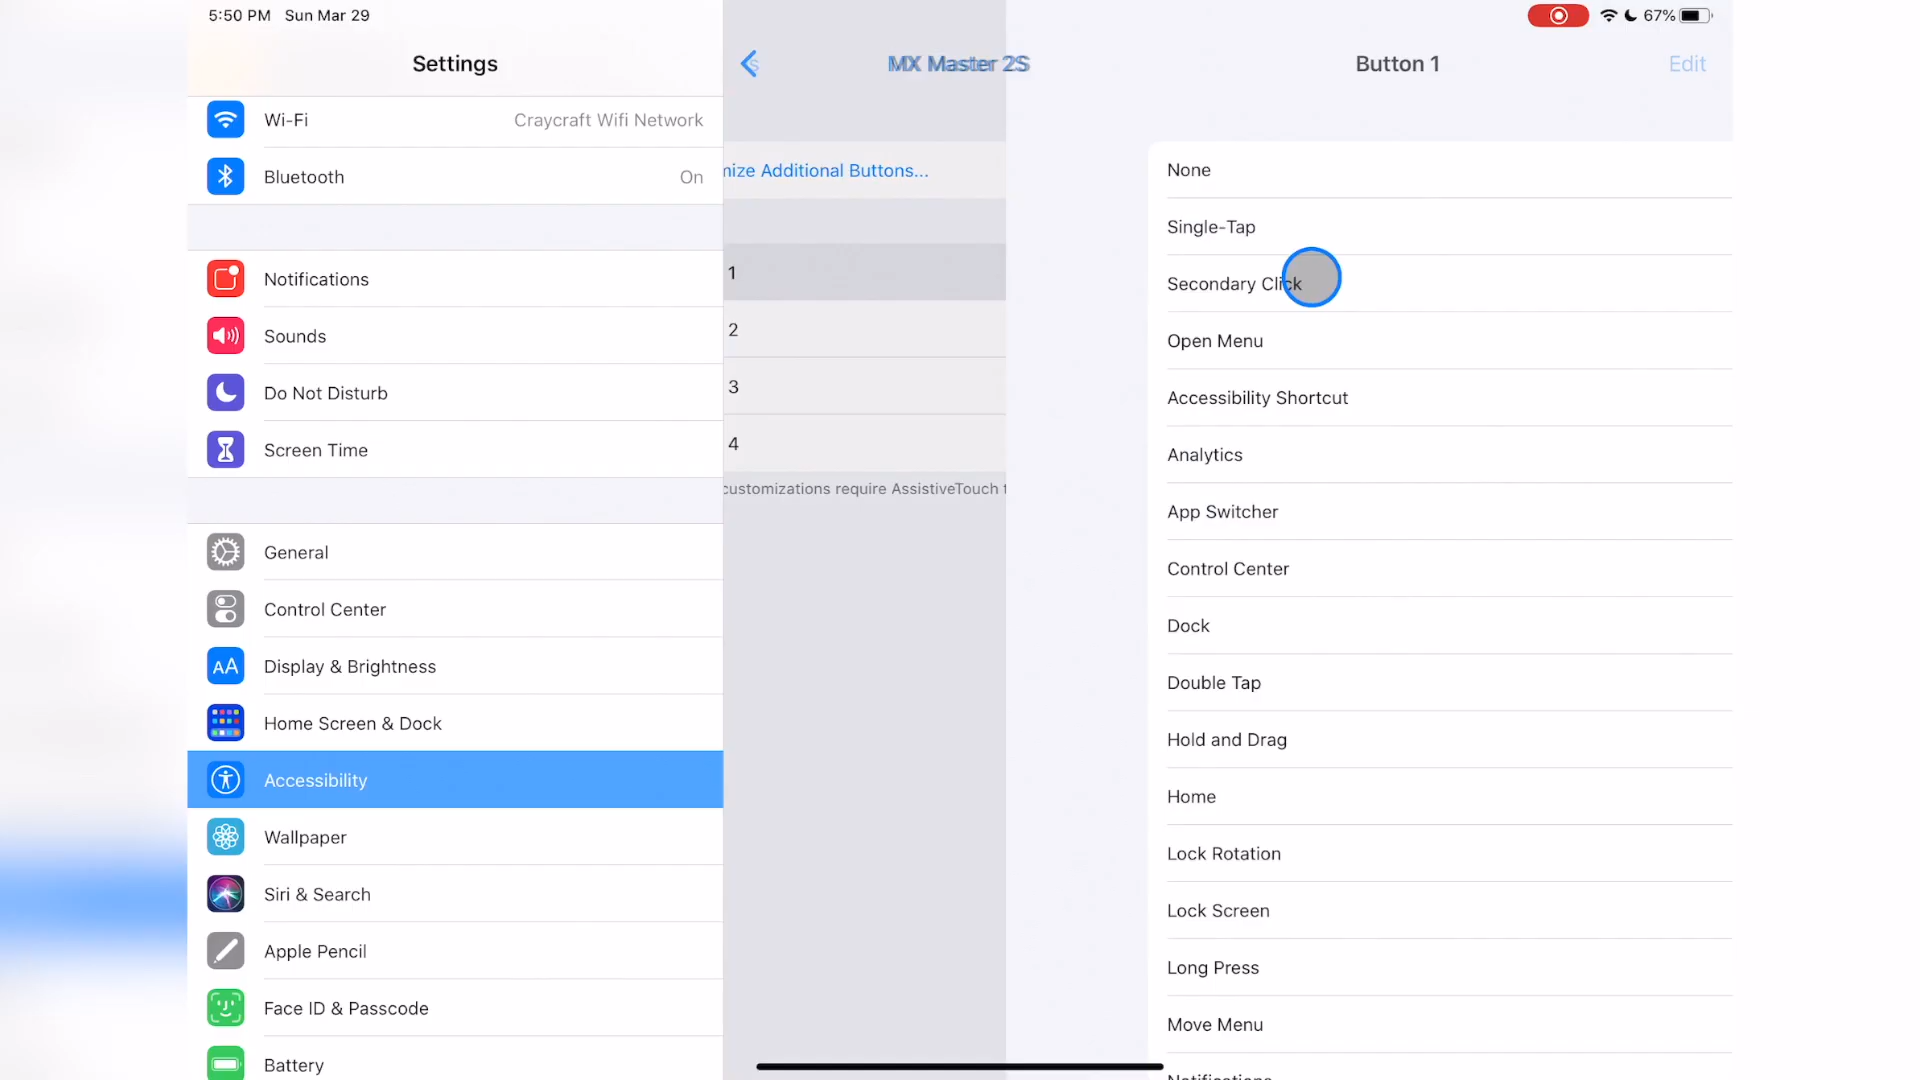 5:50 PM Sun Mar 29
67%
Settings
Wi-Fi Craycraft Wifi Network
Bluetooth On
Notifications
Sounds
Do Not Disturb
Screen Time
General
Control Center
AA Display & Brightness
Home Screen & Dock
Accessibility
Wallpaper
Siri & Search
Apple Pencil
Face ID & Passcode
Battery
MX Master 2S
Additional Buttons...
1
2
3
4
require AssistiveTouch
Button 1 Edit
None
Single-Tap
Secondary Click
Open Menu
Accessibility Shortcut
Analytics
App Switcher
Control Center
Dock
Double Tap
Hold and Drag
Home
Lock Rotation
Lock Screen
Long Press
Move Menu